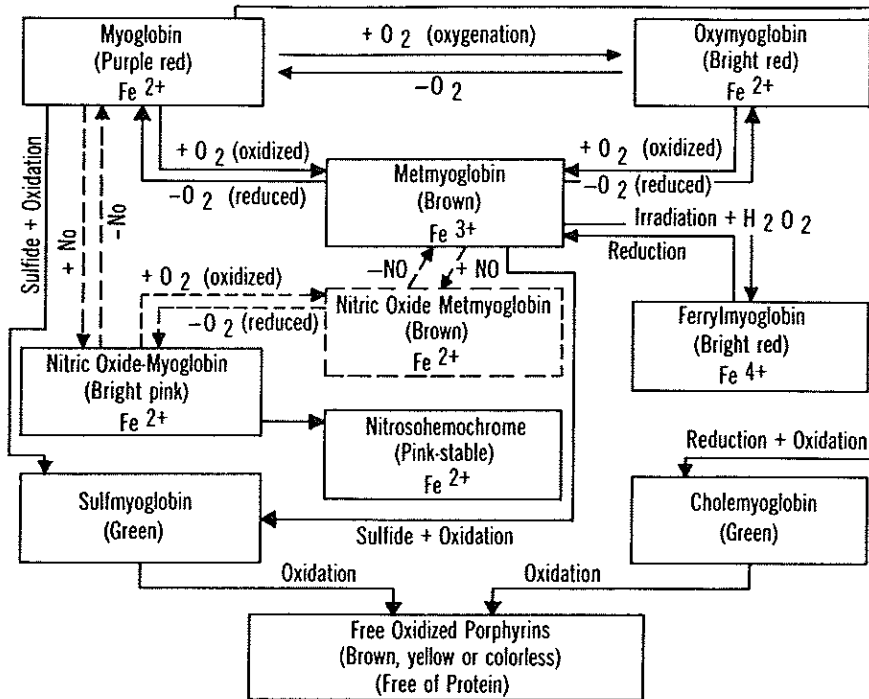 Myoglobin
(Purple red)
Fe 2+
+ O 2 (oxygenation)
−O 2
Oxymyoglobin
(Bright red)
Fe 2+
Sulfide + Oxidation
+ No
−No
+ O 2 (oxidized)
−O 2 (reduced)
Metmyoglobin
(Brown)
Fe 3+
+ O 2 (oxidized)
−O 2 (reduced)
Irradiation + H 2 O 2
Reduction
−NO
+ NO
+ O 2 (oxidized)
−O 2 (reduced)
Nitric Oxide Metmyoglobin
(Brown)
Fe 2+
Ferrylmyoglobin
(Bright red)
Fe 4+
Nitric Oxide-Myoglobin
(Bright pink)
Fe 2+
Nitrosohemochrome
(Pink-stable)
Fe 2+
Reduction + Oxidation
Sulfmyoglobin
(Green)
Cholemyoglobin
(Green)
Sulfide + Oxidation
Oxidation
Oxidation
Free Oxidized Porphyrins
(Brown, yellow or colorless)
(Free of Protein)